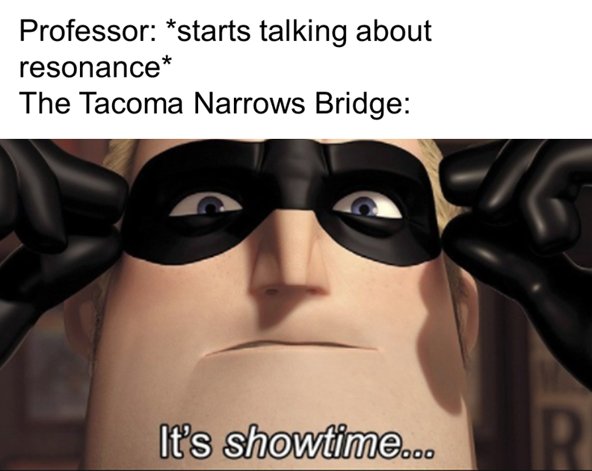 Professor: *starts talking about
resonance*
The Tacoma Narrows Bridge:
R
It's showtime...